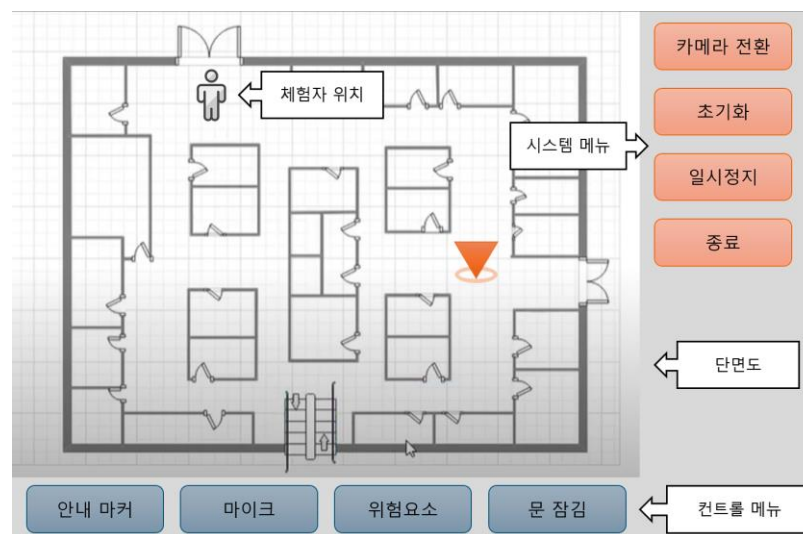 카메라 전환
체험자 위치
초기화
시스템 메뉴
일시정지
종료
단면도
안내 마커
마이크
위험요소
문 잠김
컨트롤 메뉴